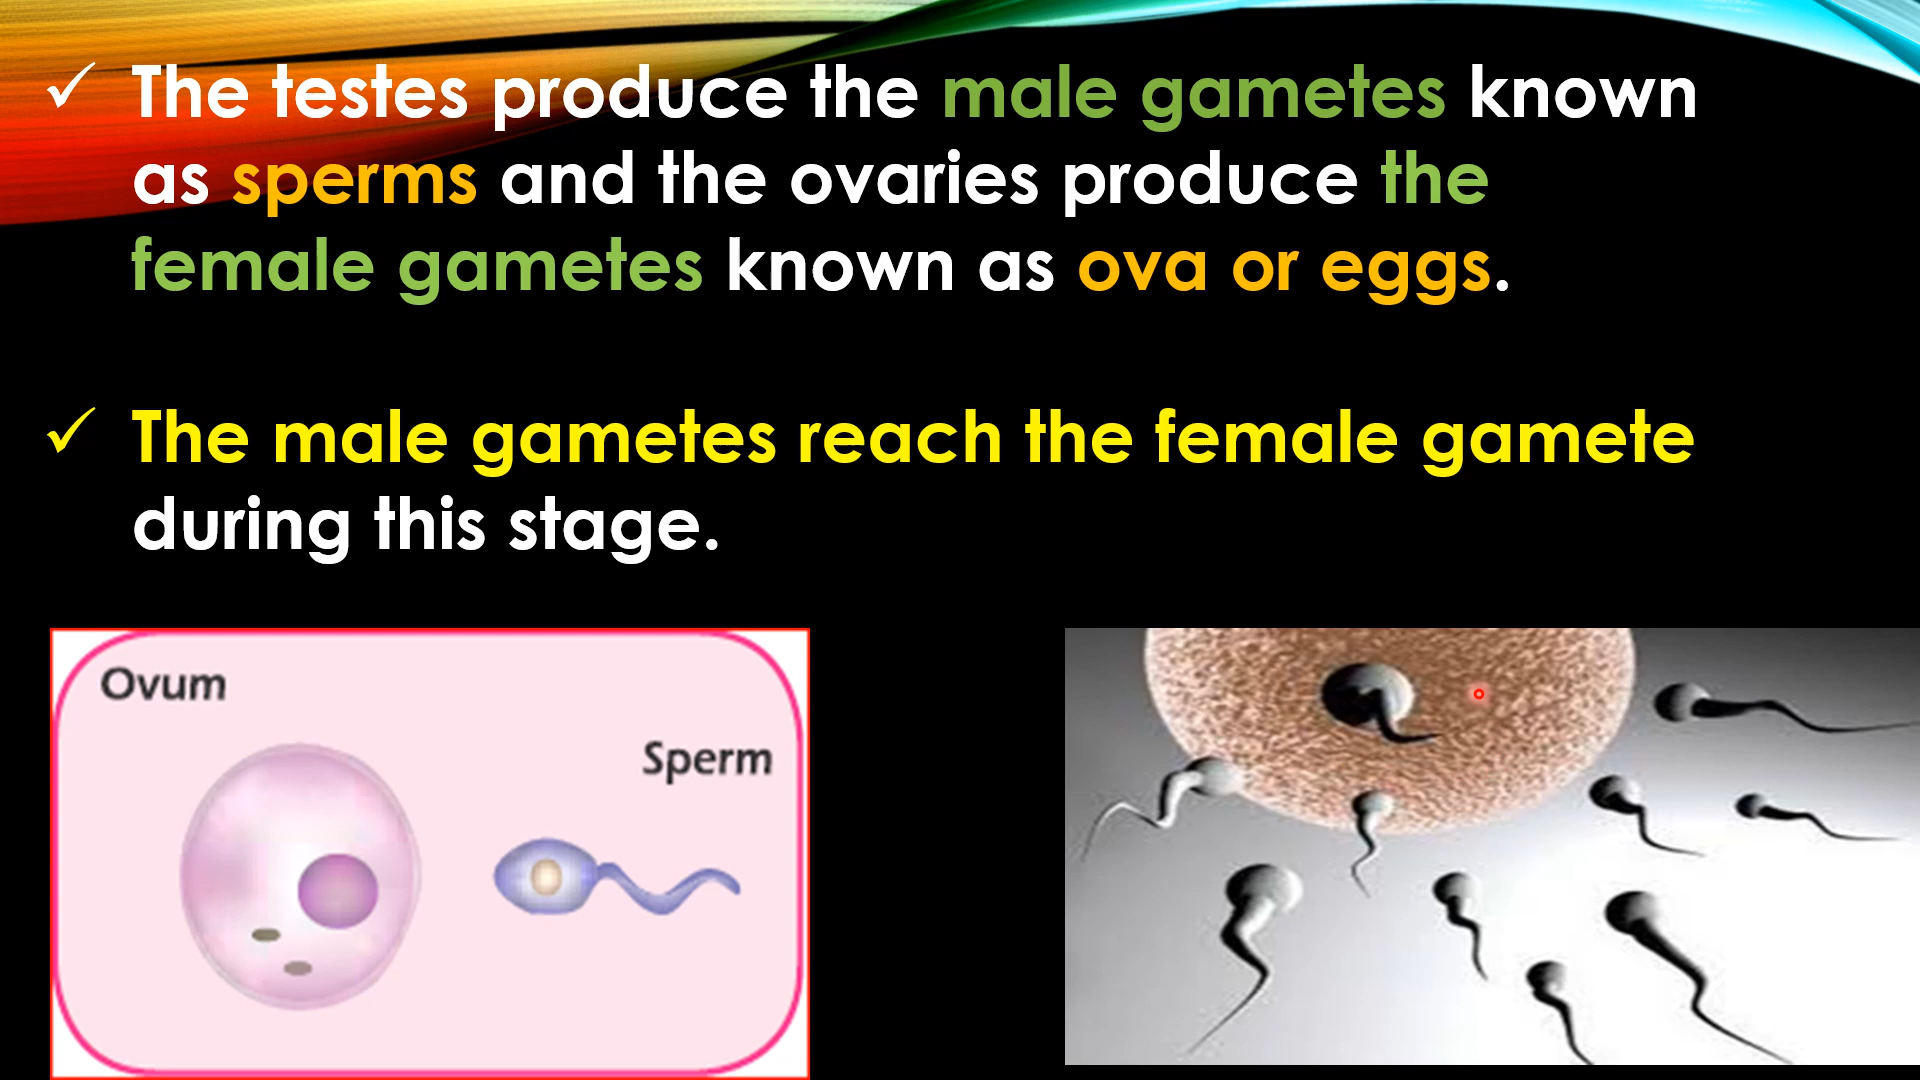 ✓ The testes produce the male gametes known
as sperms and the ovaries produce the
female gametes known as ova or eggs.
✓ The male gametes reach the female gamete
during this stage.
Ovum
Sperm